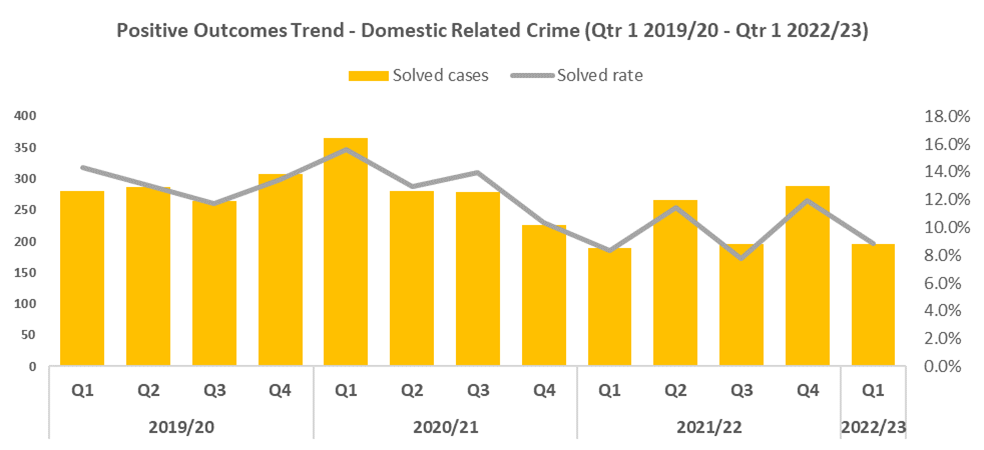 Positive Outcomes Trend - Domestic Related Crime (Qtr 1 2019/20 - Qtr 1 2022/23)
Solved cases Solved rate
400 18.0%
350 16.0%
300 14.0%
250 12.0%
200 10.0%
150 8.0%
100 6.0%
50 4.0%
0 2.0%
0.0%
Q1 Q2 Q3 Q4 Q1 Q2 Q3 Q4 Q1 Q2 Q3 Q4 Q1
2019/20 2020/21 2021/22 2022/23